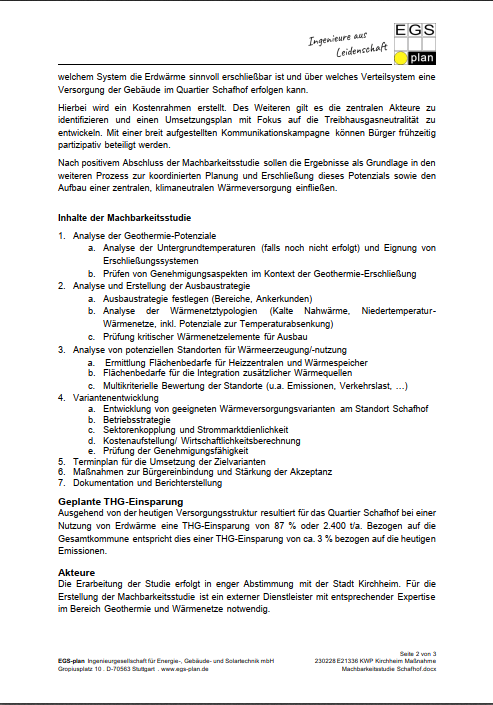 Ingenieure aus
Leidenschaft
EGS
plan
welchem System die Erdwärme sinnvoll erschließbar ist und über welches Verteilsystem eine
Versorgung der Gebäude im Quartier Schafhof erfolgen kann.
Hierbei wird ein Kostenrahmen erstellt. Des Weiteren gilt es die zentralen Akteure zu
identifizieren und einen Umsetzungsplan mit Fokus auf die Treibhausgasneutralität zu
entwickeln. Mit einer breit aufgestellten Kommunikationskampagne können Bürger frühzeitig
partizipativ beteiligt werden.
Nach positivem Abschluss der Machbarkeitsstudie sollen die Ergebnisse als Grundlage in den
weiteren Prozess zur koordinierten Planung und Erschließung dieses Potenzials sowie den
Aufbau einer zentralen, klimaneutralen Wärmeversorgung einfließen.
Inhalte der Machbarkeitsstudie
1. Analyse der Geothermie-Potenziale
a. Analyse der Untergrundtemperaturen (falls noch nicht erfolgt) und Eignung von
Erschließungssystemen
b. Prüfen von Genehmigungsaspekten im Kontext der Geothermie-Erschließung
2. Analyse und Erstellung der Ausbaustrategie
a. Ausbaustrategie festlegen (Bereiche, Ankerkunden)
b. Analyse der Wärmenetztypologien (Kalte Nahwärme, Niedertemperatur-
Wärmenetze, inkl. Potenziale zur Temperaturabsenkung)
c. Prüfung kritischer Wärmenetzelemente für Ausbau
3. Analyse von potenziellen Standorten für Wärmeerzeugung/-nutzung
a. Ermittlung Flächenbedarfe für Heizzentralen und Wärmespeicher
b. Flächenbedarfe für die Integration zusätzlicher Wärmequellen
c. Multikriterielle Bewertung der Standorte (u.a. Emissionen, Verkehrslast, …)
4. Variantenentwicklung
a. Entwicklung von geeigneten Wärmeversorgungsvarianten am Standort Schafhof
b. Betriebsstrategie
c. Sektorenkopplung und Strommarktdienlichkeit
d. Kostenaufstellung/ Wirtschaftlichkeitsberechnung
e. Prüfung der Genehmigungsfähigkeit
5. Terminplan für die Umsetzung der Zielvarianten
6. Maßnahmen zur Bürgereinbindung und Stärkung der Akzeptanz
7. Dokumentation und Berichterstellung
Geplante THG-Einsparung
Ausgehend von der heutigen Versorgungsstruktur resultiert für das Quartier Schafhof bei einer
Nutzung von Erdwärme eine THG-Einsparung von 87 % oder 2.400 t/a. Bezogen auf die
Gesamtkommune entspricht dies einer THG-Einsparung von ca. 3 % bezogen auf die heutigen
Emissionen.
Akteure
Die Erarbeitung der Studie erfolgt in enger Abstimmung mit der Stadt Kirchheim. Für die
Erstellung der Machbarkeitsstudie ist ein externer Dienstleister mit entsprechender Expertise
im Bereich Geothermie und Wärmenetze notwendig.
Seite 2 von 3
EGS-plan Ingenieurgesellschaft für Energie-, Gebäude- und Solartechnik mbH
230228 E21336 KWP Kirchheim Maßnahme
Gropiusplatz 10 . D-70563 Stuttgart . www.egs-plan.de
Machbarkeitsstudie Schafhof.docx